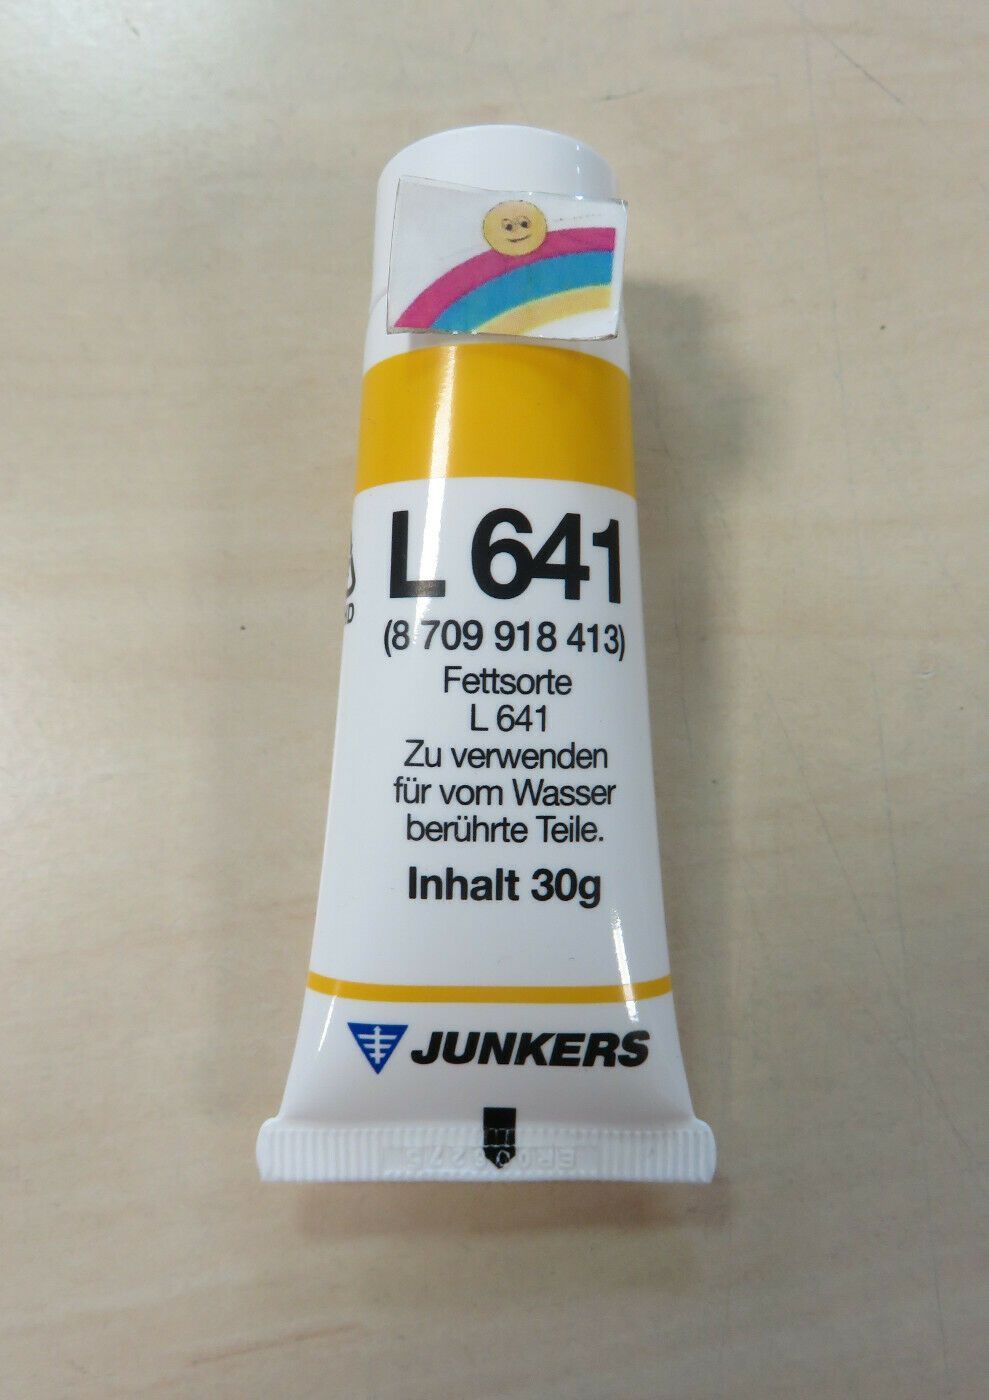 L 641
(8 709 918 413)
Fettsorte
L 641
Zu verwenden
für vom Wasser
berührte Teile.
Inhalt 30g
JUNKERS